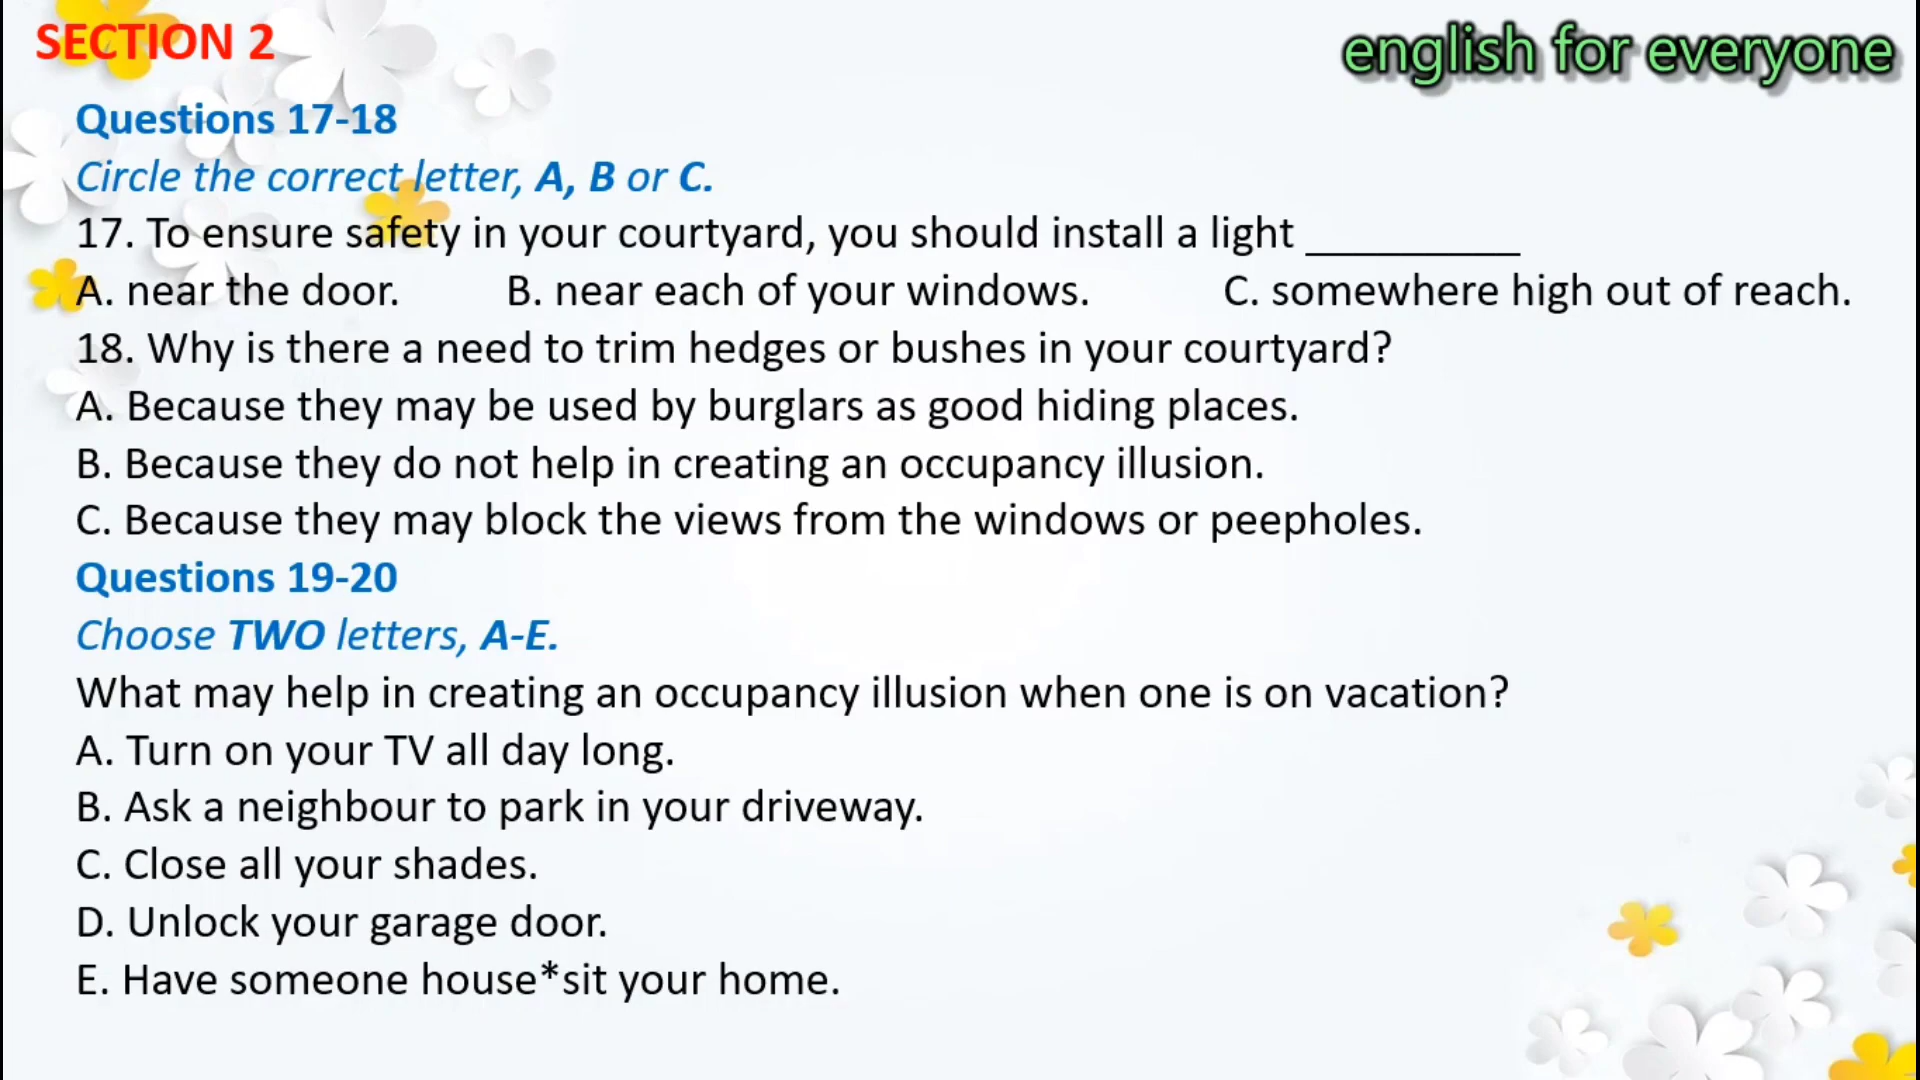 SECTION 2
english for everyone
Questions 17-18
Circle the correct letter, A, B or C.
17. To ensure safety in your courtyard, you should install a light _________
A. near the door. B. near each of your windows. C. somewhere high out of reach.
18. Why is there a need to trim hedges or bushes in your courtyard?
A. Because they may be used by burglars as good hiding places.
B. Because they do not help in creating an occupancy illusion.
C. Because they may block the views from the windows or peepholes.
Questions 19-20
Choose TWO letters, A-E.
What may help in creating an occupancy illusion when one is on vacation?
A. Turn on your TV all day long.
B. Ask a neighbour to park in your driveway.
C. Close all your shades.
D. Unlock your garage door.
E. Have someone house*sit your home.